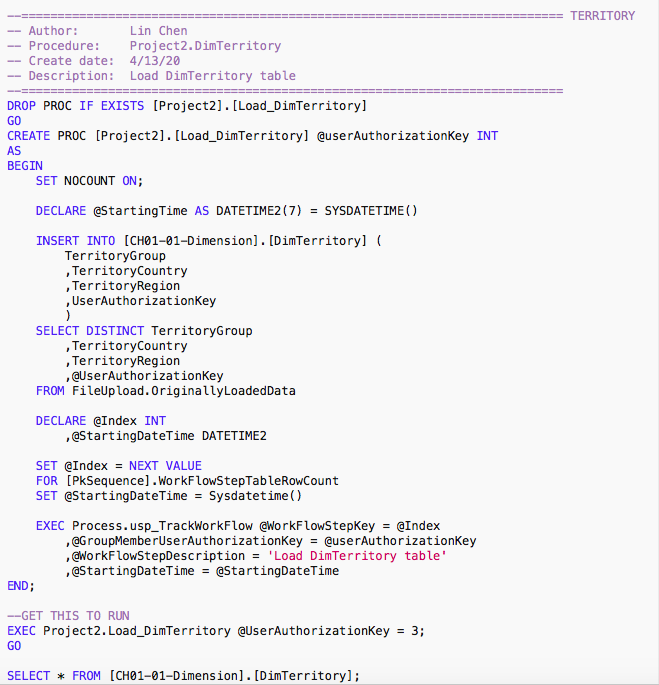 --=========================================================================== TERRITORY
-- Author:      Lin Chen
-- Procedure:   Project2.DimTerritory
-- Create date: 4/13/20
-- Description: Load DimTerritory table
--===========================================================================
DROP PROC IF EXISTS [Project2].[Load_DimTerritory]
GO
CREATE PROC [Project2].[Load_DimTerritory] @userAuthorizationKey INT
AS
BEGIN
    SET NOCOUNT ON;

    DECLARE @StartingTime AS DATETIME2(7) = SYSDATETIME()

    INSERT INTO [CH01-01-Dimension].[DimTerritory] (
        TerritoryGroup
        ,TerritoryCountry
        ,TerritoryRegion
        ,UserAuthorizationKey
        )
    SELECT DISTINCT TerritoryGroup
        ,TerritoryCountry
        ,TerritoryRegion
        ,@UserAuthorizationKey
    FROM FileUpload.OriginallyLoadedData

    DECLARE @Index INT
        ,@StartingDateTime DATETIME2

    SET @Index = NEXT VALUE
    FOR [PkSequence].WorkFlowStepTableRowCount
    SET @StartingDateTime = Sysdatetime()

    EXEC Process.usp_TrackWorkFlow @WorkFlowStepKey = @Index
        ,@GroupMemberUserAuthorizationKey = @userAuthorizationKey
        ,@WorkFlowStepDescription = 'Load DimTerritory table'
        ,@StartingDateTime = @StartingDateTime
END;

--GET THIS TO RUN
EXEC Project2.Load_DimTerritory @UserAuthorizationKey = 3;
GO

SELECT * FROM [CH01-01-Dimension].[DimTerritory];